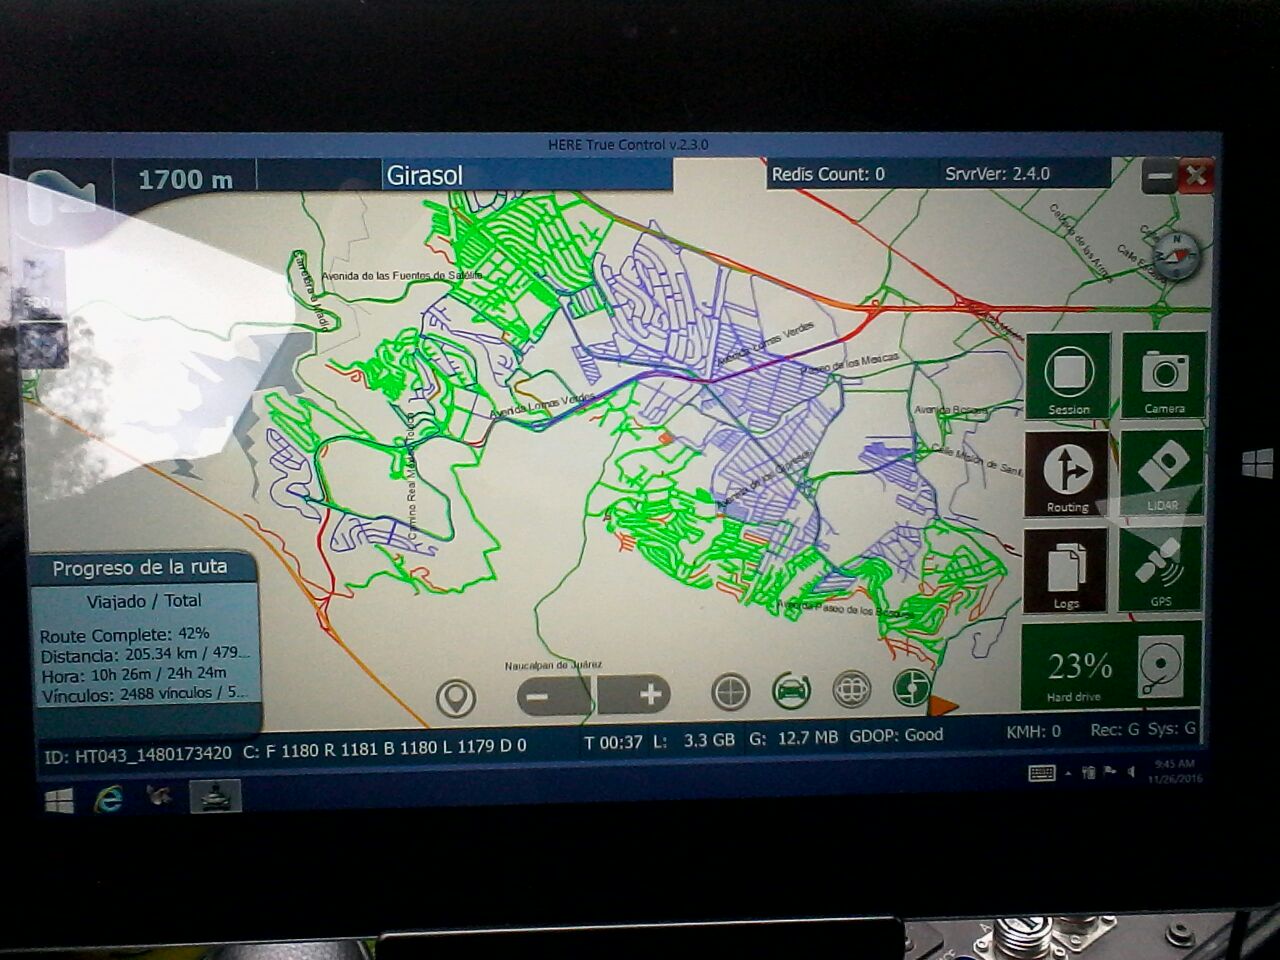 HERE True Control v.2.3.0
1700 m
Girasol
Redis Count: 0
SrvrVer: 2.4.0
N
Avenida de las Fuentes de Satélite
Avenida Lomas Verdes
Paseo de los Mexicas
Avenida Lomas Verdes
Camino Real
Avenida Paseo de los
Naucalpan de Juárez
Session
Camera
Routing
LiDAR
Logs
GPS
23%
Hard drive
Progreso de la ruta
Viajado / Total
Route Complete: 42%
Distancia: 205.34 km / 479...
Hora: 10h 26m / 24h 24m
Vínculos: 2488 vínculos / 5...
ID: HT043_1480173420 C: F 1180 R 1181 B 1180 L 1179 D 0
T 00:37 L: 3.3 GB G: 12.7 MB GDOP: Good
KMH: 0
Rec: G Sys: G
9:45 AM
11/26/2016